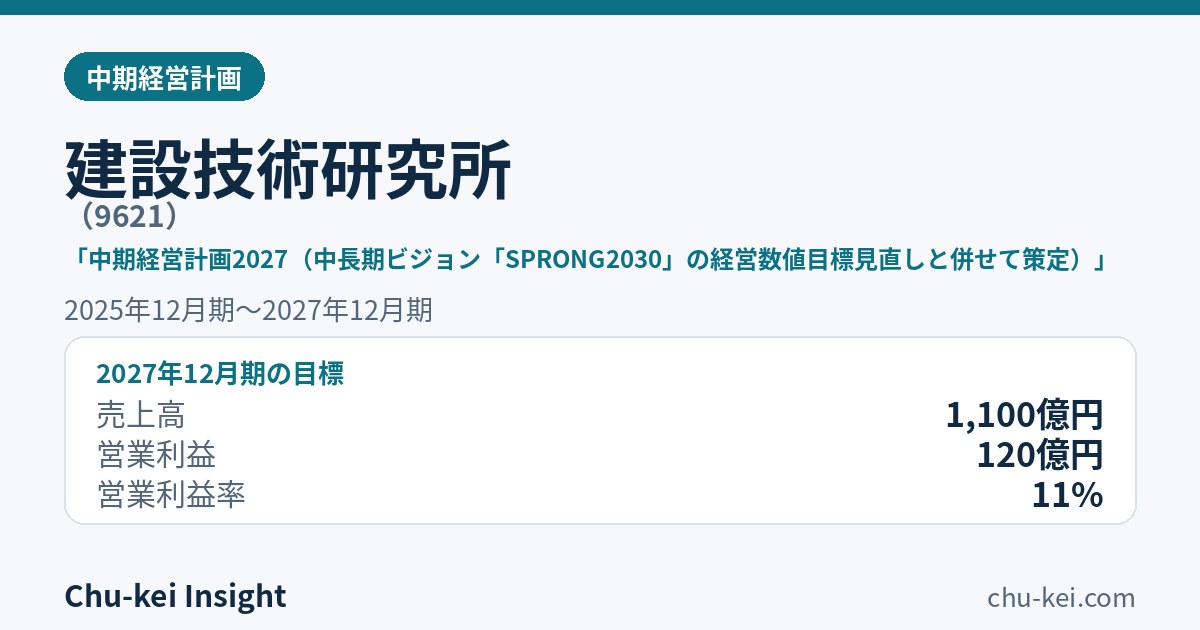 中期経営計画
建設技術研究所
（9621）
「中期経営計画2027（中長期ビジョン「SPRONG2030」の経営数値目標見直しと併せて策定）」
2025年12月期～2027年12月期
2027年12月期の目標
売上高 1,100億円
営業利益 120億円
営業利益率 11%
Chu-kei Insight chu-kei.com